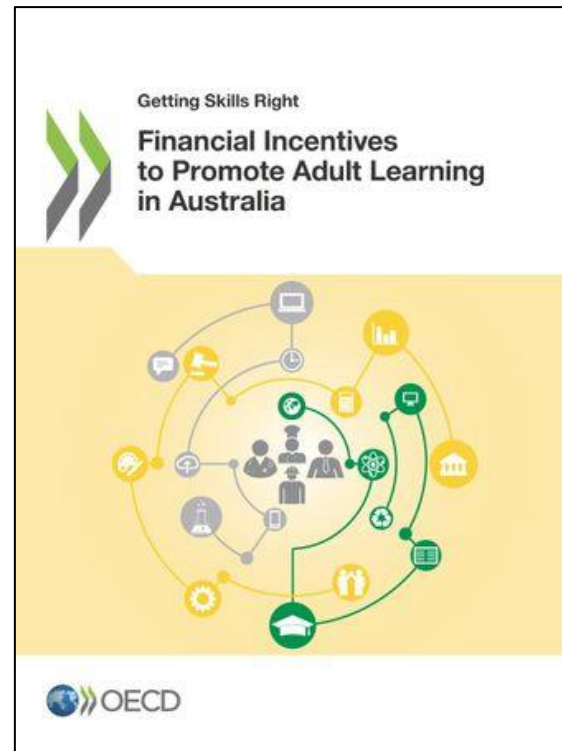 Getting Skills Right
Financial Incentives
to Promote Adult Learning
in Australia
OECD